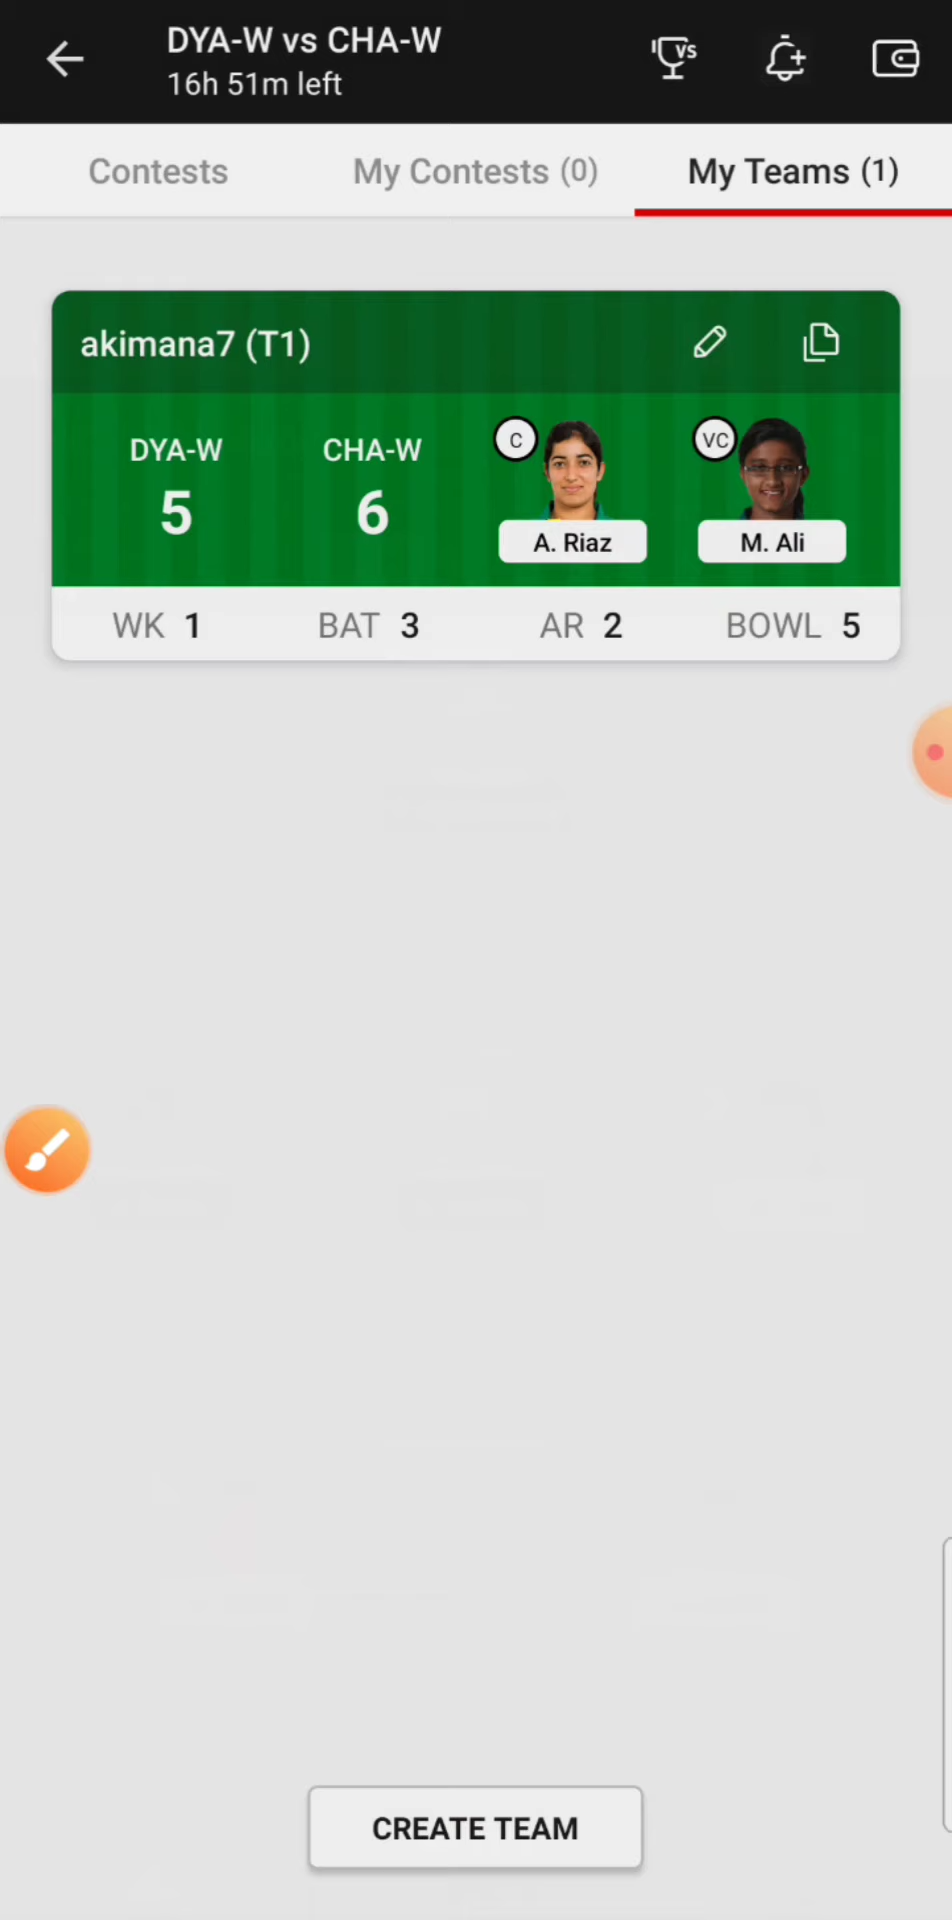 DYA-W vs CHA-W
16h 51m left
VS
Contests
My Contests (0)
My Teams (1)
akimana7 (T1)
DYA-W
CHA-W
C
VC
5
6
A. Riaz
M. Ali
WK 1
BAT 3
AR 2
BOWL 5
CREATE TEAM